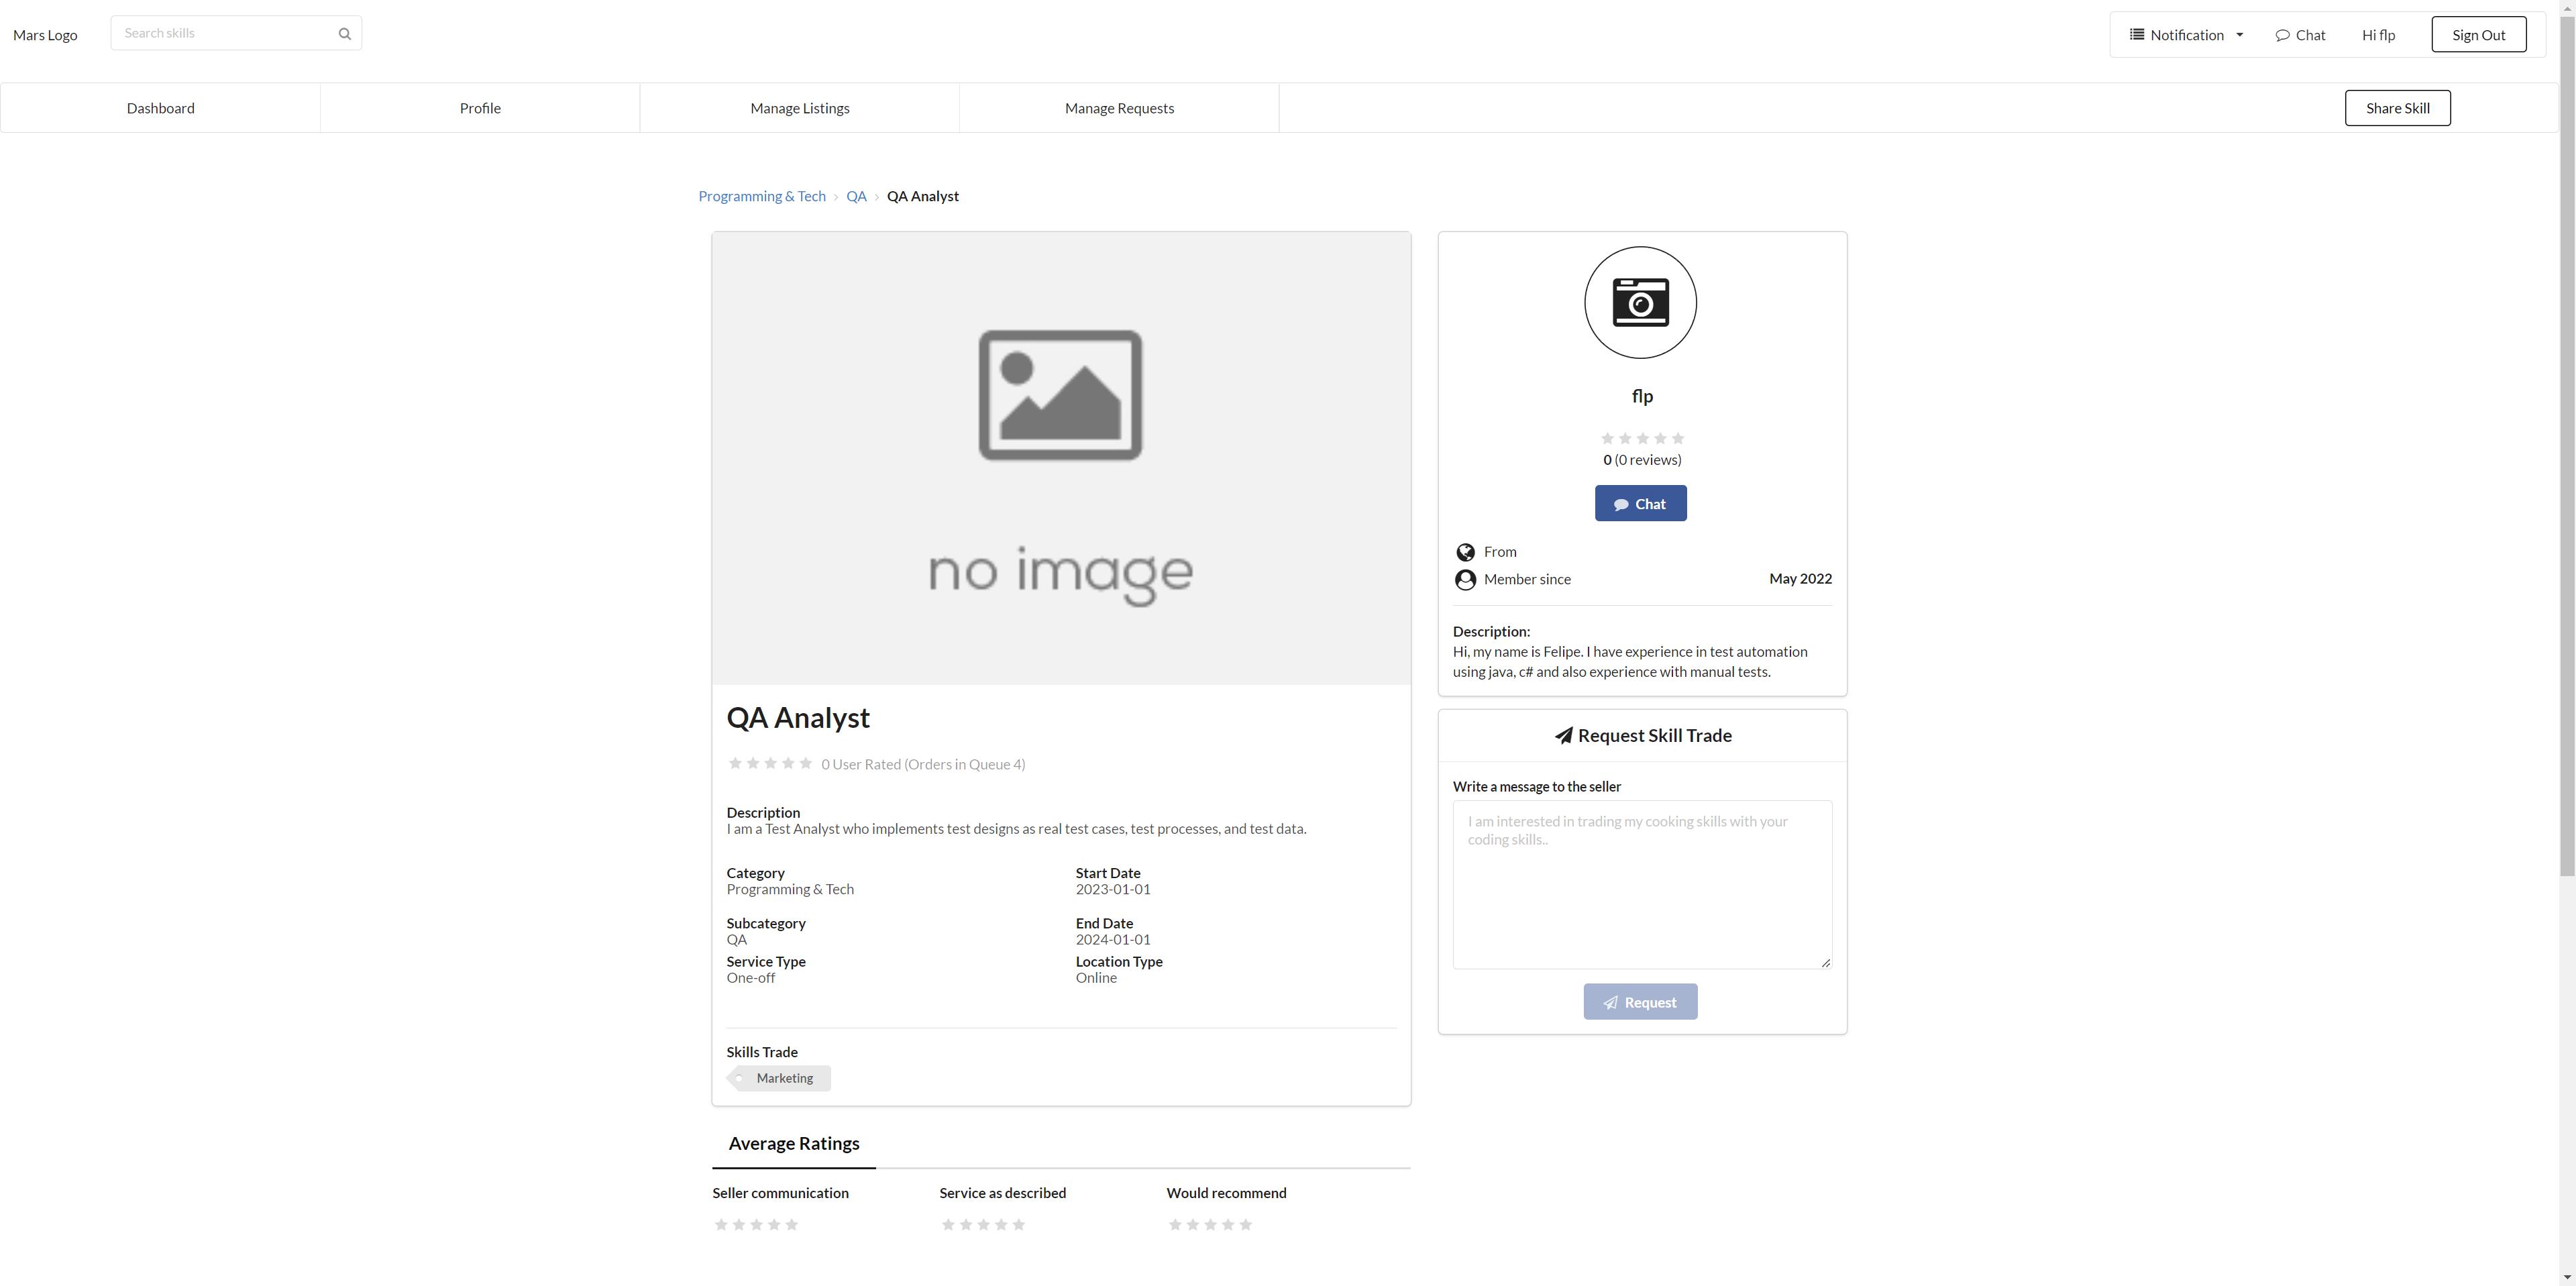 Mars Logo
Search skills
Notification
Chat
Hi flp
Sign Out
Dashboard
Profile
Manage Listings
Manage Requests
Share Skill
Programming & Tech
QA
QA Analyst
no image
QA Analyst
0 User Rated (Orders in Queue 4)
Description
I am a Test Analyst who implements test designs as real test cases, test processes, and test data.
Category
Programming & Tech
Start Date
2023-01-01
Subcategory
QA
End Date
2024-01-01
Service Type
One-off
Location Type
Online
Skills Trade
Marketing
flp
0 (0 reviews)
Chat
From
Member since
May 2022
Description:
Hi, my name is Felipe. I have experience in test automation
using java, c# and also experience with manual tests.
Request Skill Trade
Write a message to the seller
I am interested in trading my cooking skills with your
coding skills..
Request
Average Ratings
Seller communication
Service as described
Would recommend